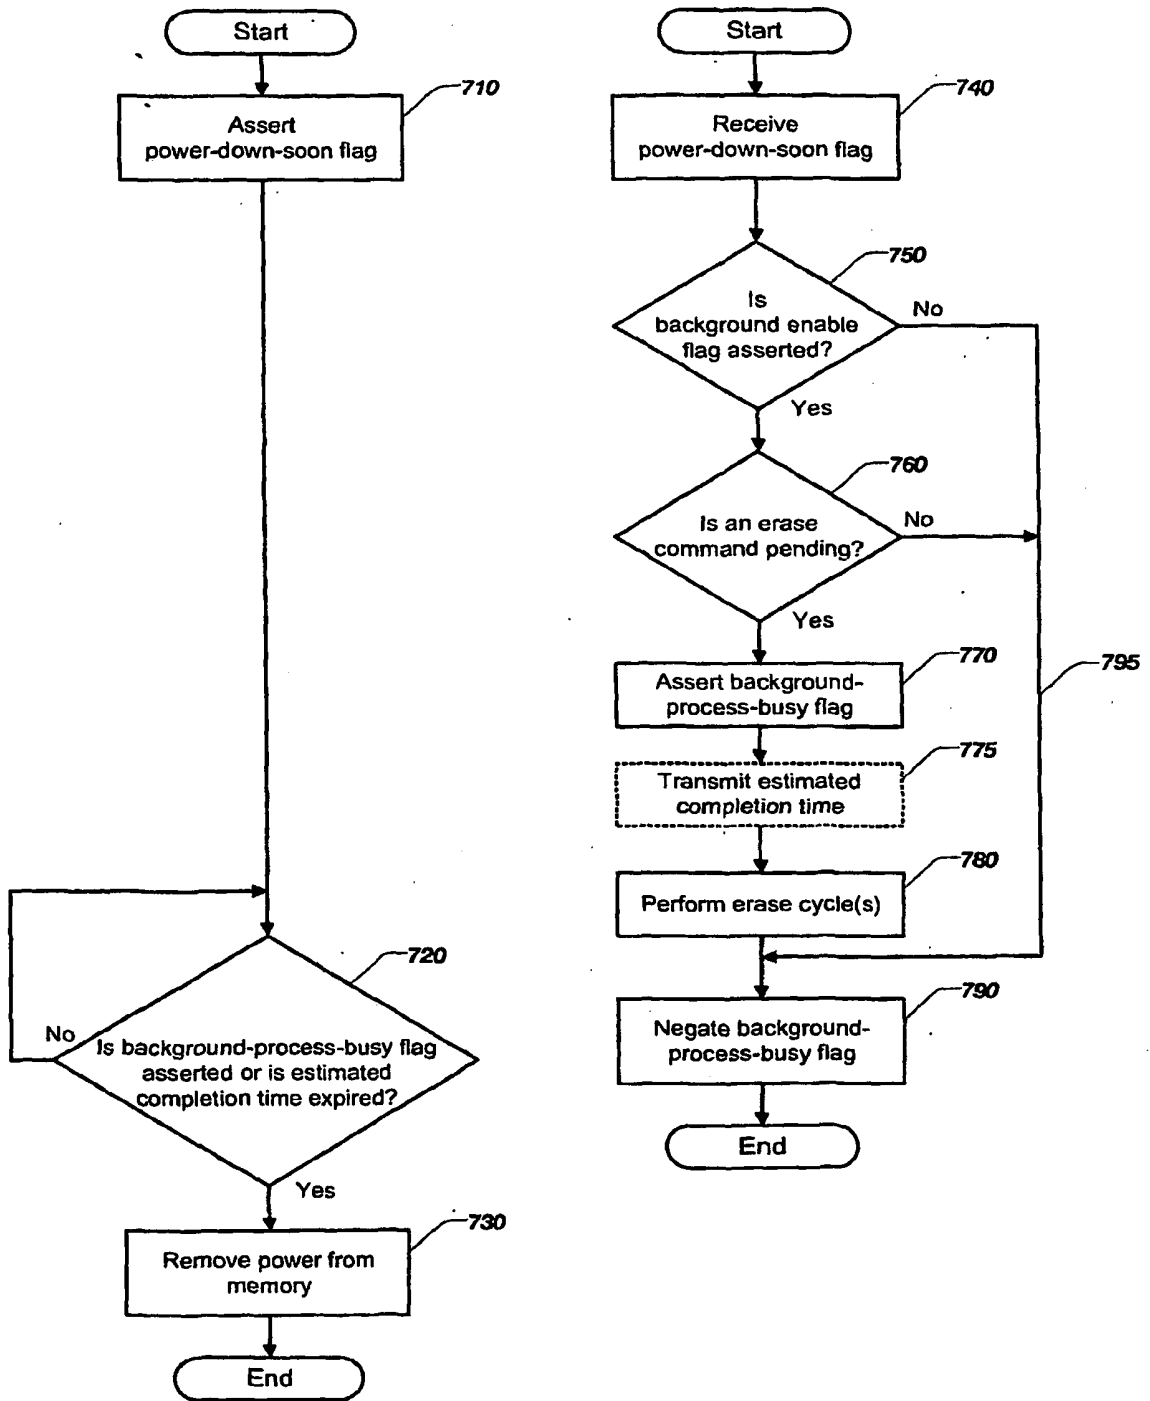 Start
710
Assert
power-down-soon flag
720
No
Is background-process-busy flag
asserted or is estimated
completion time expired?
Yes
730
Remove power from
memory
End
Start
740
Receive
power-down-soon flag
750
Is
background enable
flag asserted?
No
Yes
760
Is an erase
command pending?
No
Yes
770
Assert background-
process-busy flag
795
775
Transmit estimated
completion time
780
Perform erase cycle(s)
790
Negate background-
process-busy flag
End